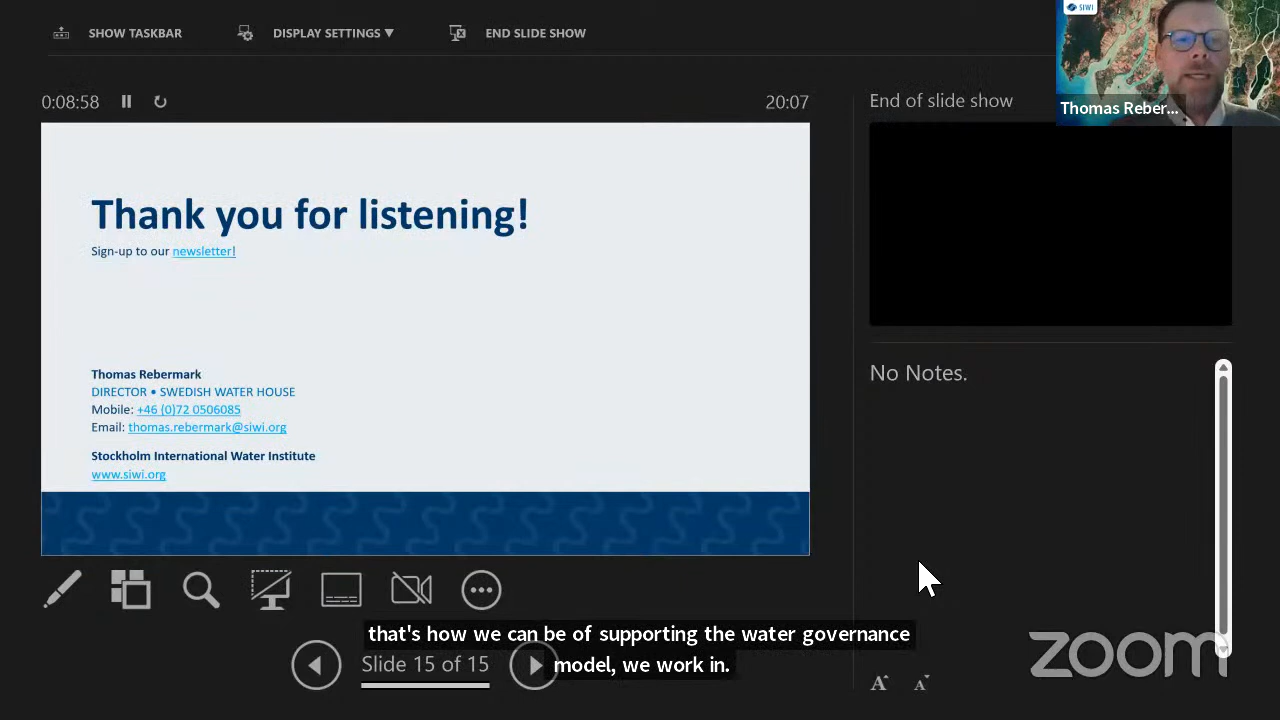 SHOW TASKBAR
DISPLAY SETTINGS ▼
END SLIDE SHOW
SIWI
Thomas Reber...
0:08:58
20:07
End of slide show
Thank you for listening!
Sign-up to our newsletter!
Thomas Rebermark
DIRECTOR • SWEDISH WATER HOUSE
Mobile: +46 (0)72 0506085
Email: thomas.rebermark@siwi.org
Stockholm International Water Institute
www.siwi.org
No Notes.
that's how we can be of supporting the water governance
model, we work in.
Slide 15 of 15
A A
zoom